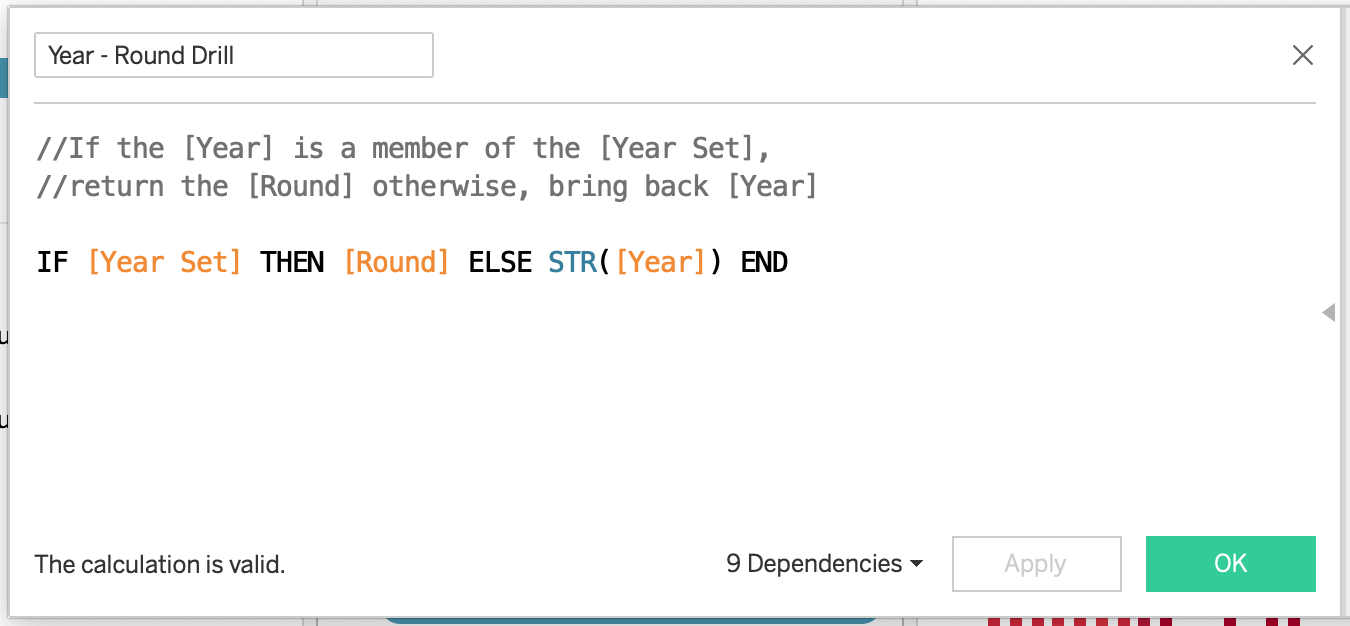 Year - Round Drill
//If the [Year] is a member of the [Year Set],
//return the [Round] otherwise, bring back [Year]
IF [Year Set] THEN [Round] ELSE STR([Year]) END
The calculation is valid.
9 Dependencies
Apply
OK